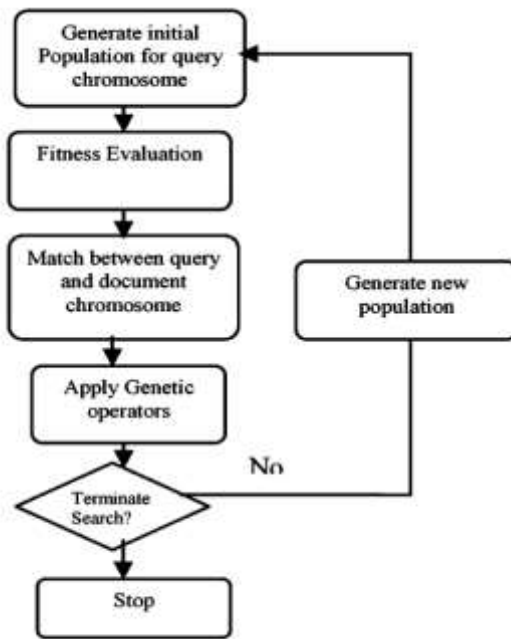 Generate initial
Population for query
chromosome
Fitness Evaluation
Match between query
and document
chromosome
Generate new
population
Apply Genetic
operators
No
Terminate
Search?
Stop